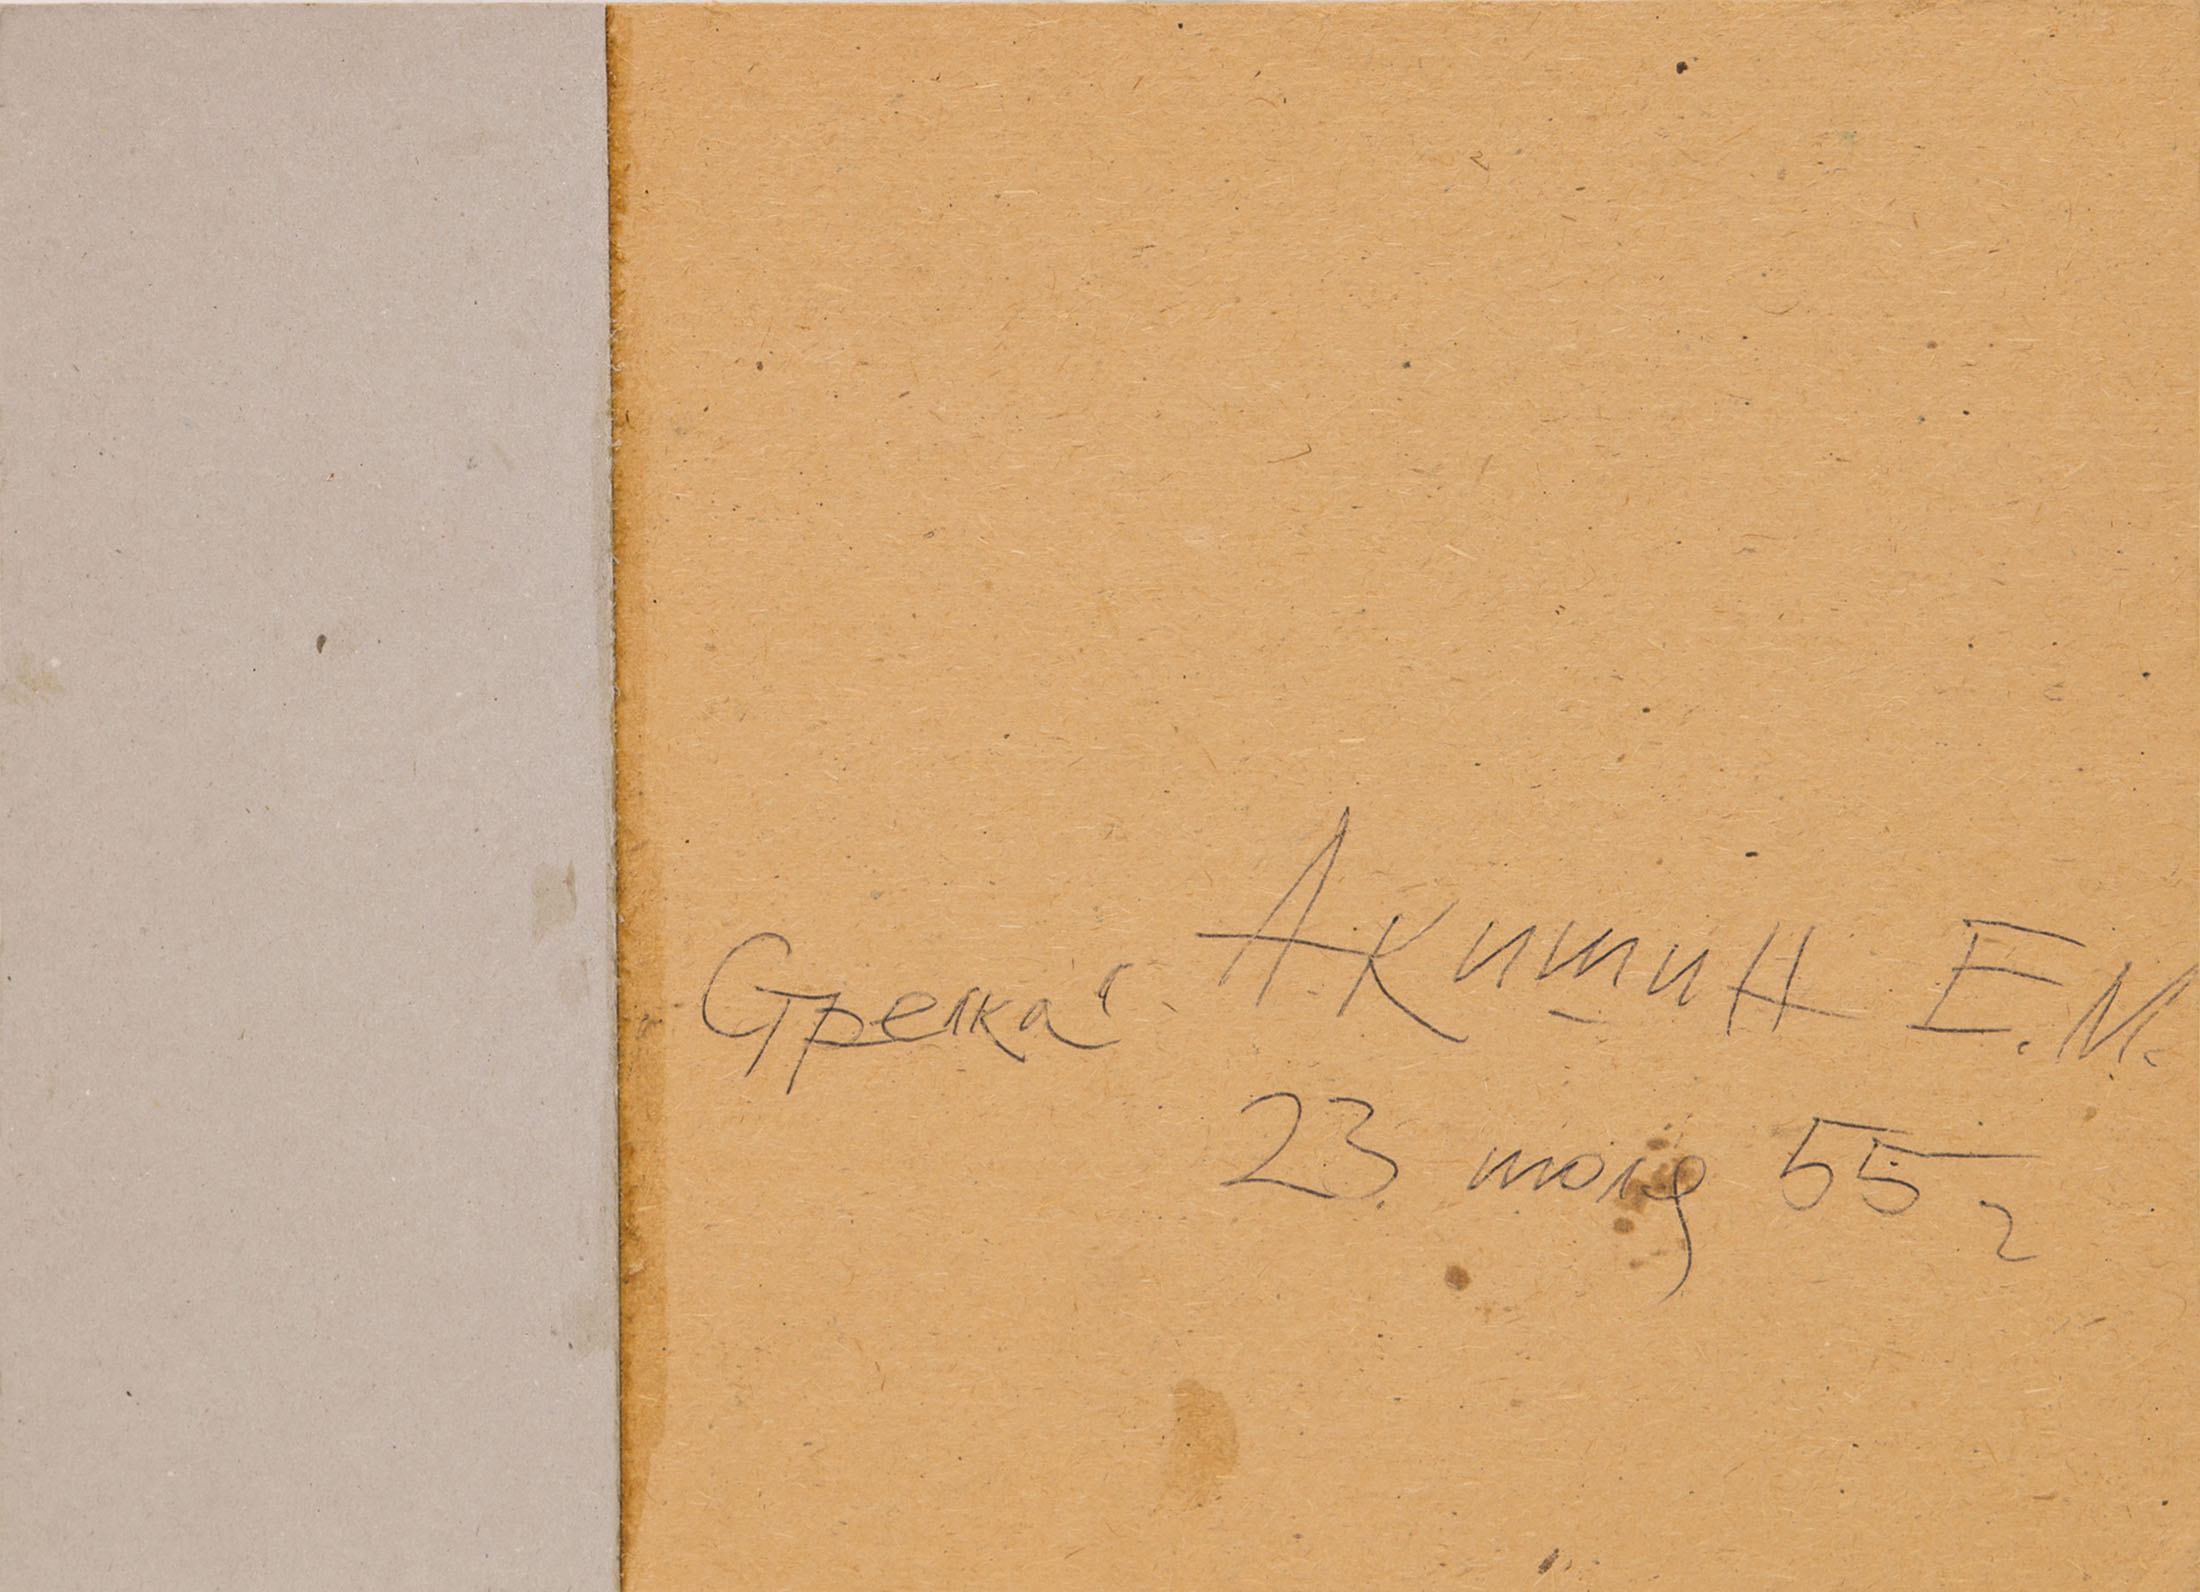 Стрелка" Акишин Е.М.
23 июля 55 г